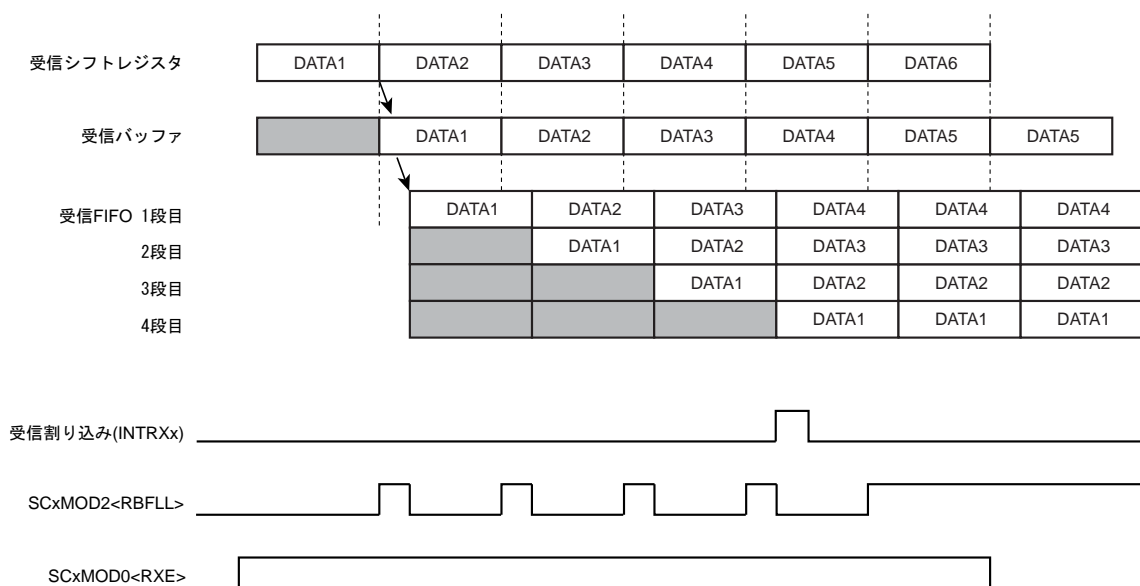 受信シフトレジスタ DATA1 DATA2 DATA3 DATA4 DATA5 DATA6
受信バッファ DATA1 DATA2 DATA3 DATA4 DATA5 DATA5
受信FIFO 1段目 DATA1 DATA2 DATA3 DATA4 DATA4 DATA4
2段目 DATA1 DATA2 DATA3 DATA3 DATA3
3段目 DATA1 DATA2 DATA2 DATA2
4段目 DATA1 DATA1 DATA1
受信割り込み(INTRXx)
SCxMOD2<RBFLL>
SCxMOD0<RXE>